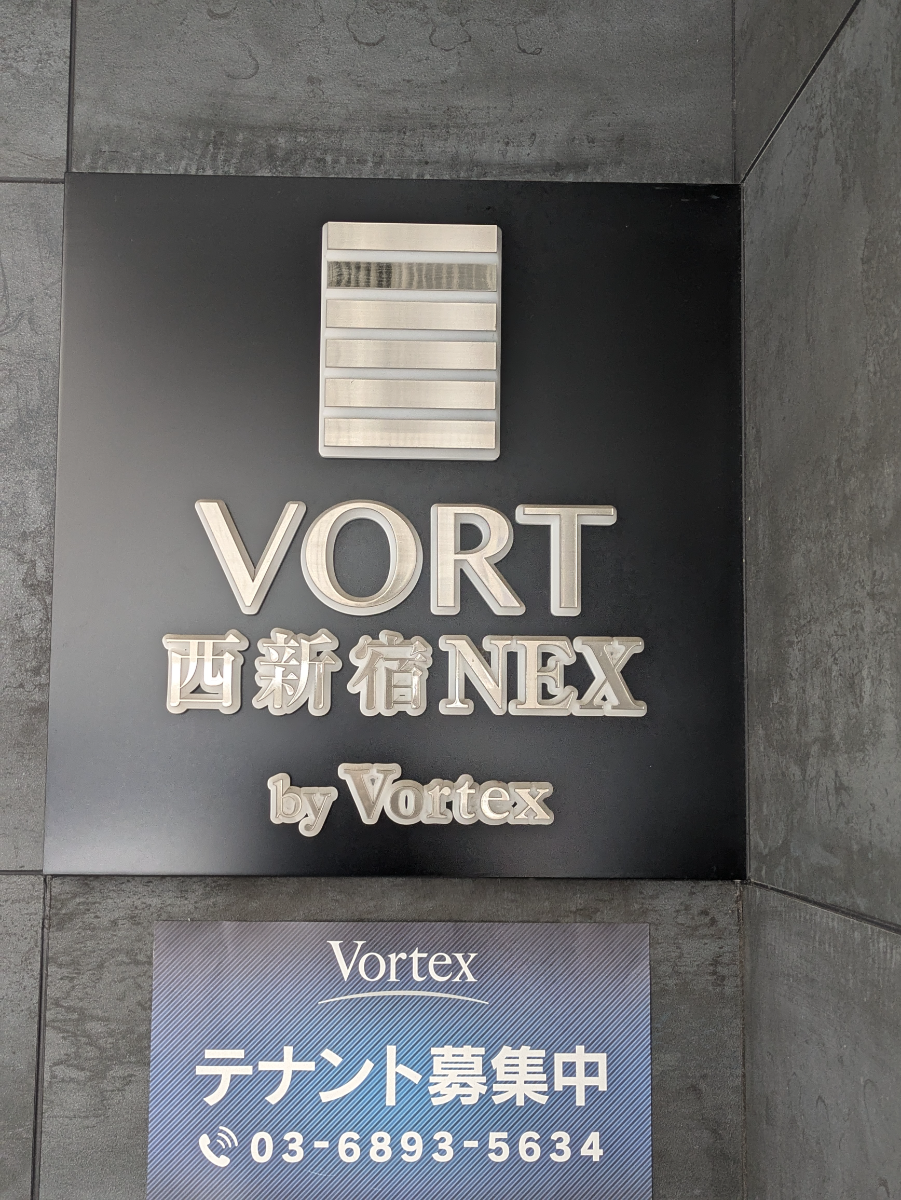 VORT
西新宿NEX
by Vortex
Vortex
テナント募集中
03-6893-5634